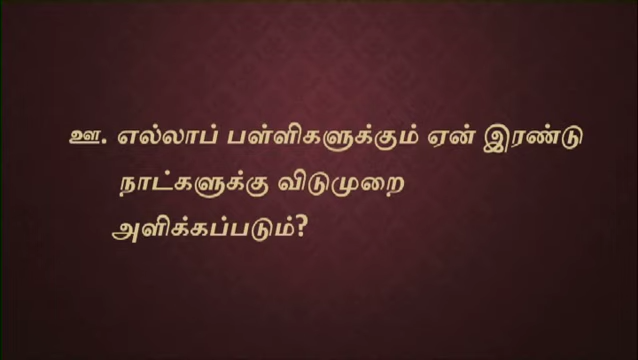 ஊ. எல்லாப் பள்ளிகளுக்கும் ஏன் இரண்டு
நாட்களுக்கு விடுமுறை
அளிக்கப்படும்?